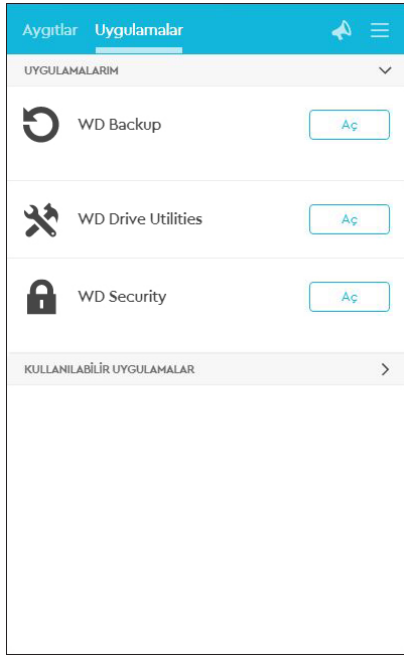 Aygıtlar Uygulamalar
UYGULAMALARIM
WD Backup Aç
WD Drive Utilities Aç
WD Security Aç
KULLANILABİLİR UYGULAMALAR